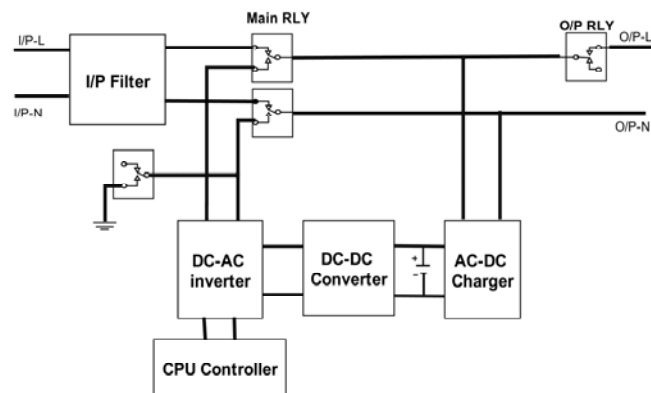 Main RLY
O/P RLY
I/P-L
O/P-L
I/P Filter
I/P-N
O/P-N
DC-AC
inverter
DC-DC
Converter
+
−
AC-DC
Charger
CPU Controller